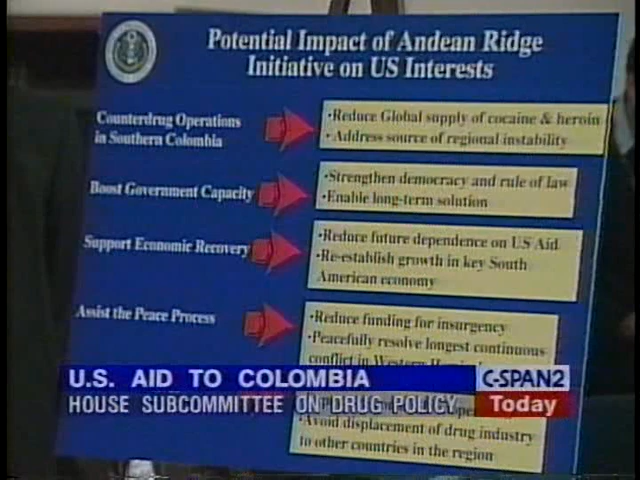 Potential Impact of Andean Ridge
Initiative on US Interests
Counterdrug Operations
in Southern Colombia
•Reduce Global supply of cocaine & heroin
•Address source of regional instability
Boost Government Capacity
•Strengthen democracy and rule of law
•Enable long-term solution
Support Economic Recovery
•Reduce future dependence on US Aid
•Re-establish growth in key South
American economy
Assist the Peace Process
•Reduce funding for insurgency
•Peacefully resolve longest continuous
conflict in Western
U.S. AID TO COLOMBIA
HOUSE SUBCOMMITTEE ON DRUG POLICY
C-SPAN2
Today
•Avoid displacement of drug industry
to other countries in the region